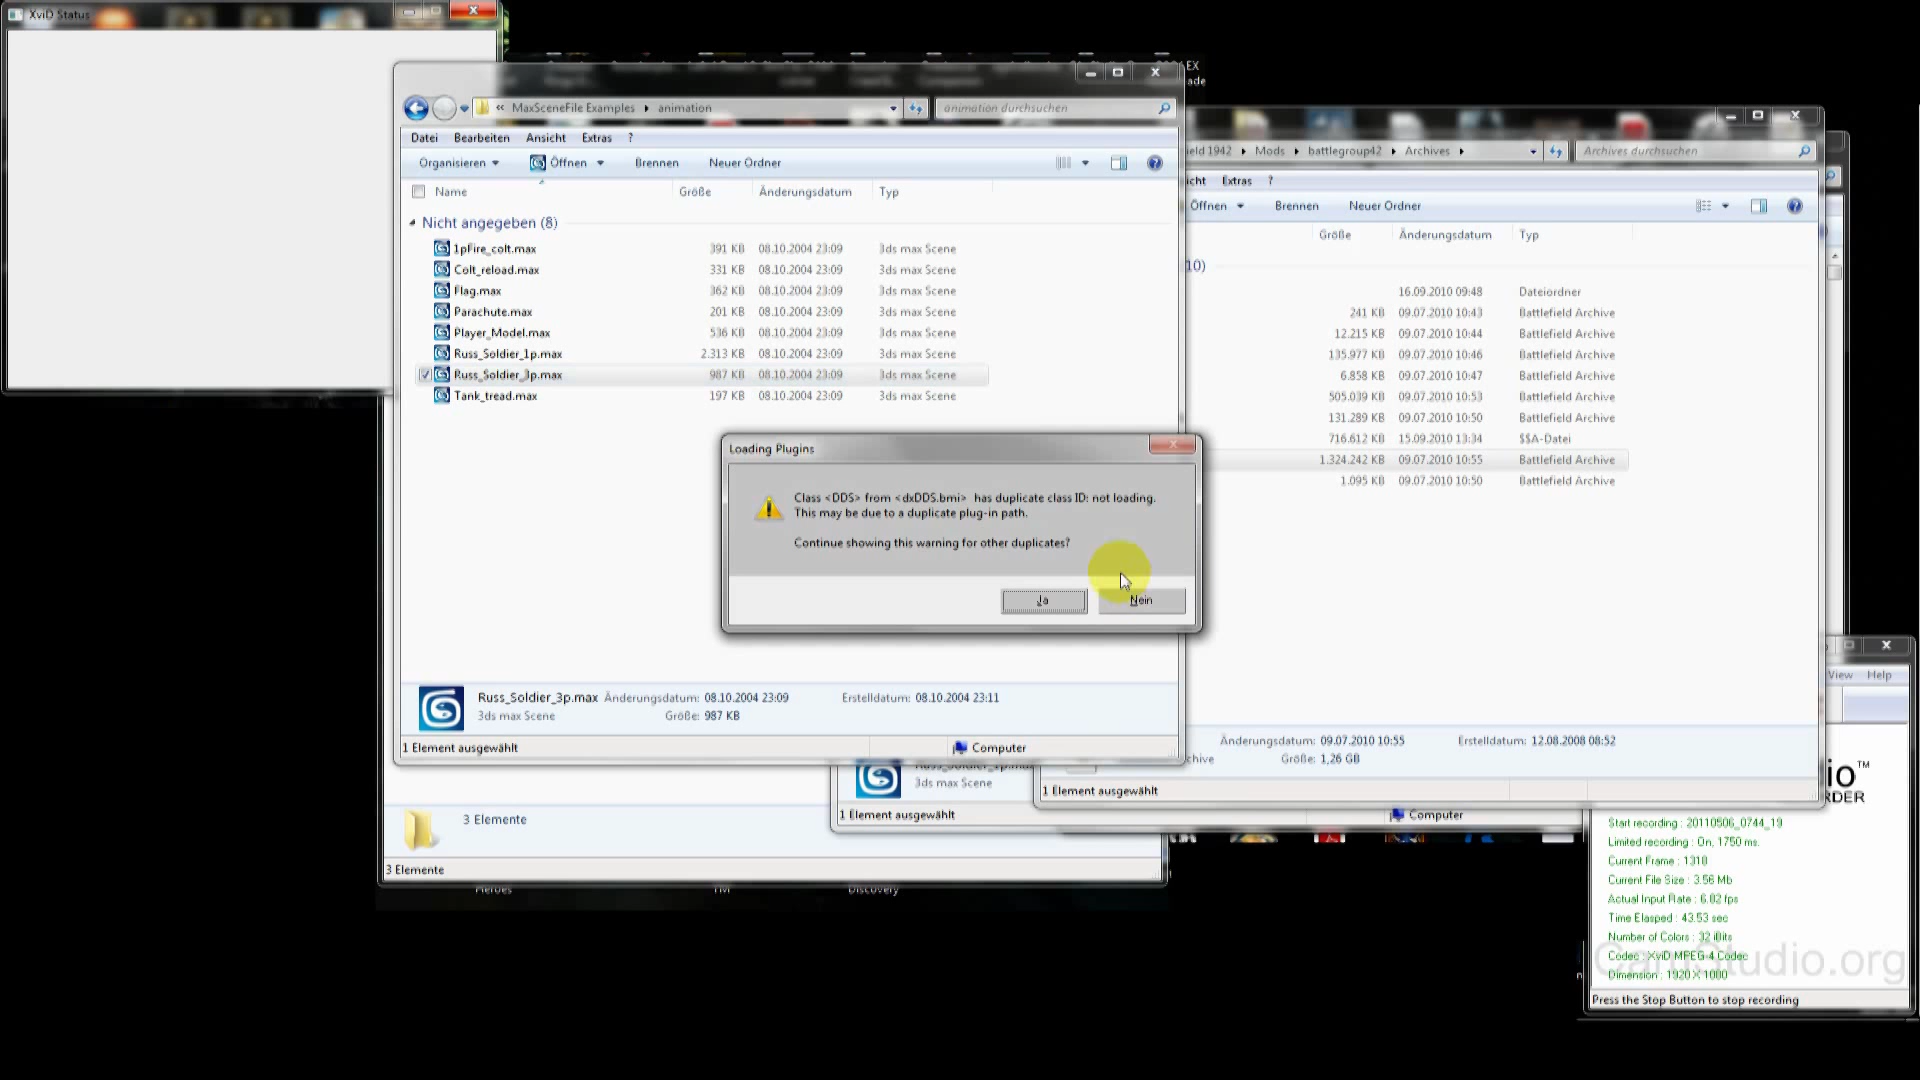 XviD Status
EX
ade
« MaxSceneFile Examples ▸ animation
animation durchsuchen
Datei Bearbeiten Ansicht Extras ?
Organisieren Öffnen Brennen Neuer Ordner
Name Größe Änderungsdatum Typ
Nicht angegeben (8)
1pFire_colt.max 391 KB 08.10.2004 23:09 3ds max Scene
Colt_reload.max 331 KB 08.10.2004 23:09 3ds max Scene
Flag.max 362 KB 08.10.2004 23:09 3ds max Scene
Parachute.max 201 KB 08.10.2004 23:09 3ds max Scene
Player_Model.max 536 KB 08.10.2004 23:09 3ds max Scene
Russ_Soldier_1p.max 2.313 KB 08.10.2004 23:09 3ds max Scene
Russ_Soldier_3p.max 987 KB 08.10.2004 23:09 3ds max Scene
Tank_tread.max 197 KB 08.10.2004 23:09 3ds max Scene
Russ_Soldier_3p.max Änderungsdatum: 08.10.2004 23:09 Erstelldatum: 08.10.2004 23:11
3ds max Scene Größe: 987 KB
1 Element ausgewählt Computer
Loading Plugins
Class <DDS> from <dxDDS.bmi> has duplicate class ID: not loading.
This may be due to a duplicate plug-in path.
Continue showing this warning for other duplicates?
Ja Nein
eld 1942 ▸ Mods ▸ battlegroup42 ▸ Archives ▸
Archives durchsuchen
icht Extras ?
Öffnen Brennen Neuer Ordner
Größe Änderungsdatum Typ
10)
16.09.2010 09:48 Dateiordner
241 KB 09.07.2010 10:43 Battlefield Archive
12.215 KB 09.07.2010 10:44 Battlefield Archive
135.977 KB 09.07.2010 10:46 Battlefield Archive
6.858 KB 09.07.2010 10:47 Battlefield Archive
505.039 KB 09.07.2010 10:53 Battlefield Archive
131.289 KB 09.07.2010 10:50 Battlefield Archive
716.612 KB 15.09.2010 13:34 $$A-Datei
1.324.242 KB 09.07.2010 10:55 Battlefield Archive
1.095 KB 09.07.2010 10:50 Battlefield Archive
Änderungsdatum: 09.07.2010 10:55 Erstelldatum: 12.08.2008 08:52
chive Größe: 1,26 GB
1 Element ausgewählt
3ds max Scene
1 Element ausgewählt Computer
3 Elemente
3 Elemente
Heroes
Discovery
View Help
io™
RDER
Start recording : 20110506_0744_19
Limited recording : On, 1750 ms.
Current Frame : 1318
Current File Size : 3.56 Mb
Actual Input Rate : 6.82 fps
Time Elasped : 43.53 sec
Number of Colors : 32 iBits
Codec : XviD MPEG-4 Codec
Dimension : 1920 X 1080
CamStudio.org
Press the Stop Button to stop recording